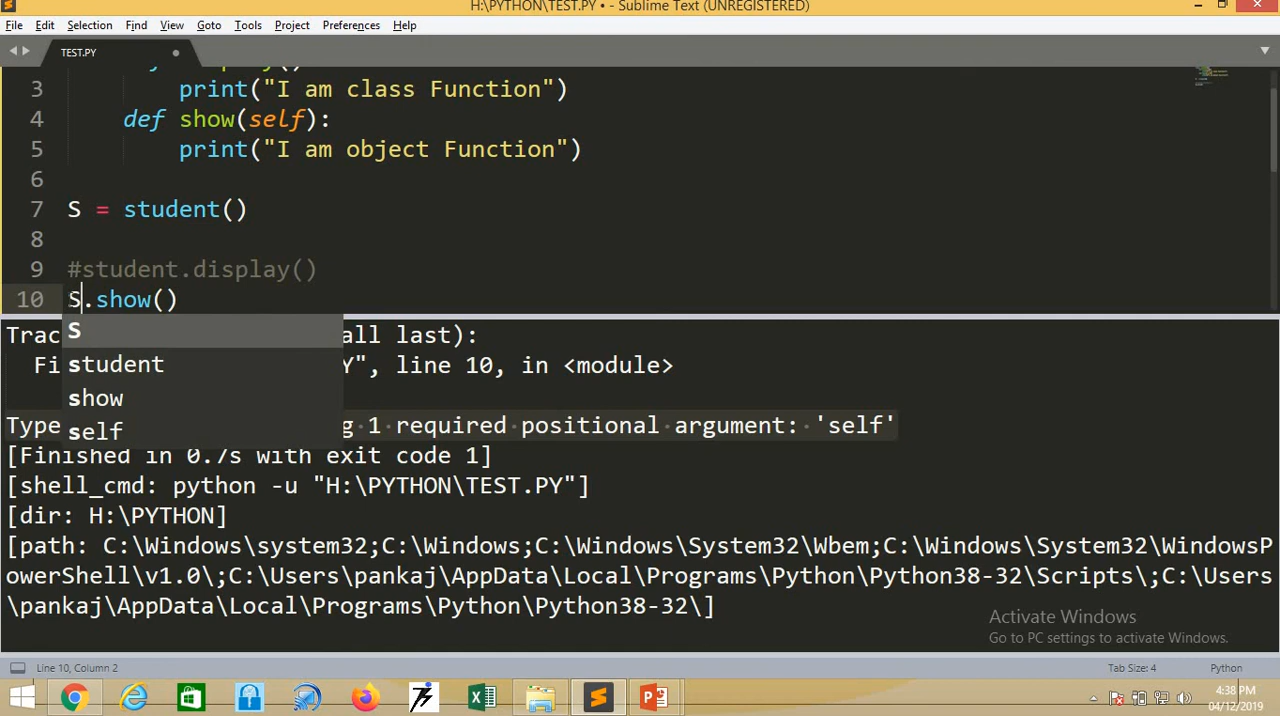 H:\PYTHON\TEST.PY • - Sublime Text (UNREGISTERED)
File Edit Selection Find View Goto Tools Project Preferences Help
TEST.PY
3 print("I am class Function")
4 def show(self):
5 print("I am object Function")
6
7 S = student()
8
9 #student.display()
10 S.show()
S
student
show
self
Trac all last):
Fi Y", line 10, in <module>
Type g 1 required positional argument: 'self'
[Finished in 0.7s with exit code 1]
[shell_cmd: python -u "H:\PYTHON\TEST.PY"]
[dir: H:\PYTHON]
[path: C:\Windows\system32;C:\Windows;C:\Windows\System32\Wbem;C:\Windows\System32\WindowsP
owerShell\v1.0\;C:\Users\pankaj\AppData\Local\Programs\Python\Python38-32\Scripts\;C:\Users
\pankaj\AppData\Local\Programs\Python\Python38-32\]
Activate Windows
Go to PC settings to activate Windows.
Line 10, Column 2 Tab Size: 4 Python
4:38 PM
04/12/2019